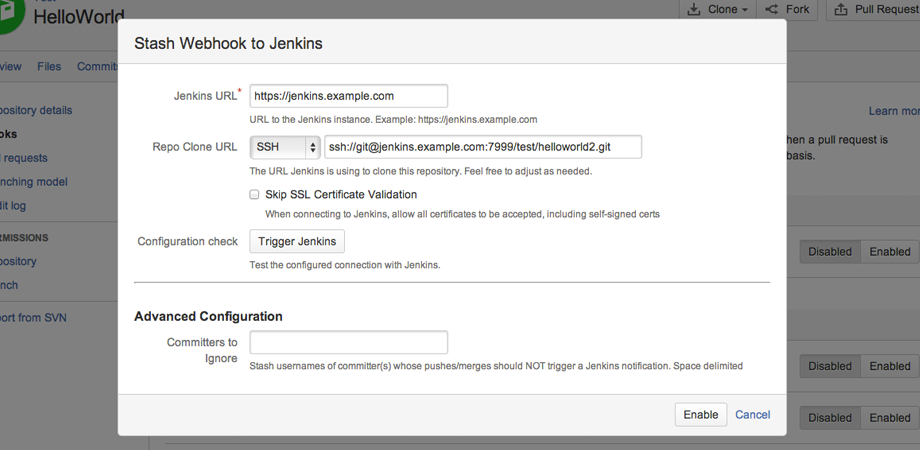 HelloWorld
Clone
Fork
Pull Request
Files
Stash Webhook to Jenkins
Jenkins URL*
https://jenkins.example.com
URL to the Jenkins instance. Example: https://jenkins.example.com
Repo Clone URL
SSH
ssh://git@jenkins.example.com:7999/test/helloworld2.git
The URL Jenkins is using to clone this repository. Feel free to adjust as needed.
Skip SSL Certificate Validation
When connecting to Jenkins, allow all certificates to be accepted, including self-signed certs
Configuration check
Trigger Jenkins
Test the configured connection with Jenkins.
Advanced Configuration
Committers to
Ignore
Stash usernames of committer(s) whose pushes/merges should NOT trigger a Jenkins notification. Space delimited
Enable
Cancel
view
Commits
pository details
oks
ll requests
nching model
dit log
RMISSIONS
pository
nch
port from SVN
Learn mor
hen a pull request is
basis.
Disabled
Enabled
Disabled
Enabled
Disabled
Enabled